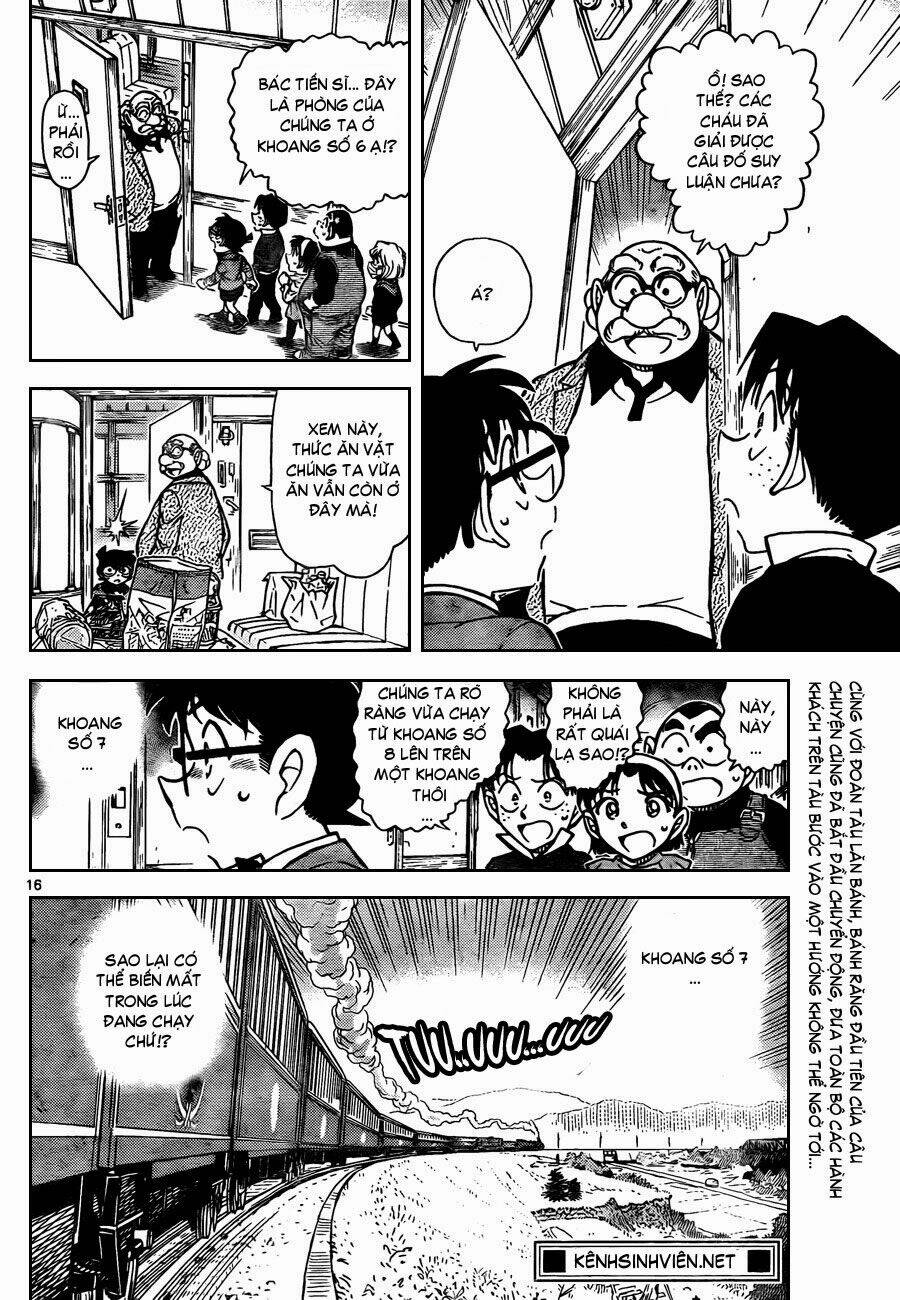 Ồ! SAO
THẾ? CÁC
CHÁU ĐÃ
GIẢI ĐƯỢC
CÂU ĐỐ SUY
LUẬN CHƯA?
Á?
BÁC TIẾN SĨ... ĐÂY
LÀ PHÒNG CỦA
CHÚNG TA Ở
KHOANG SỐ 6 Ạ!?
Ừ...
PHẢI
RỒI
...
XEM NÀY,
THỨC ĂN VẶT
CHÚNG TA VỪA
ĂN VẪN CÒN Ở
ĐÂY MÀ!
NÀY,
NÀY
...
KHÔNG
PHẢI LÀ
RẤT QUÁI
LẠ SAO!?
CHÚNG TA RÕ
RÀNG VỪA CHẠY
TỪ KHOANG SỐ
8 LÊN TRÊN
MỘT KHOANG
THÔI
KHOANG
SỐ 7
...
16
KHOANG SỐ 7
...
TUU..UUU...UUU
SAO LẠI CÓ
THỂ BIẾN MẤT
TRONG LÚC
ĐANG CHẠY
CHỨ!?
CÙNG VỚI ĐOÀN TÀU LĂN BÁNH, BÁNH RĂNG ĐẦU TIÊN CỦA CÂU
CHUYỆN CŨNG ĐÃ BẮT ĐẦU CHUYỂN ĐỘNG, ĐƯA TOÀN BỘ CÁC HÀNH
KHÁCH TRÊN TÀU BƯỚC VÀO MỘT HƯỚNG KHÔNG THỂ NGỜ TỚI...
KÊNHSINHVIÊN.NET